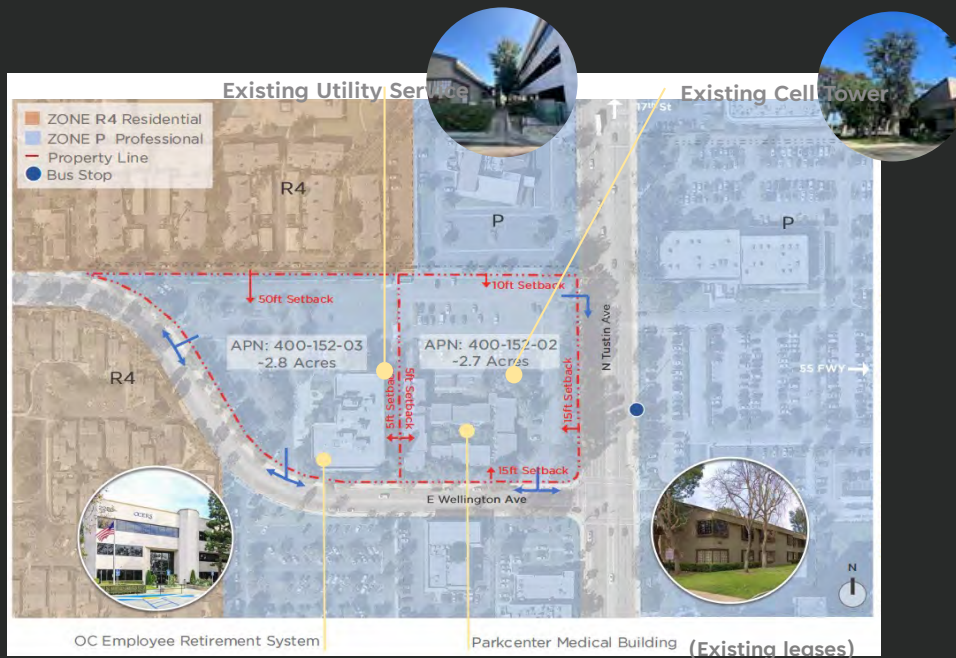 Existing Utility Service
Existing Cell Tower
17th St
ZONE R4 Residential
ZONE P Professional
Property Line
Bus Stop
R4
P
P
50ft Setback
10ft Setback
APN: 400-152-03
-2.8 Acres
APN: 400-152-02
-2.7 Acres
N Tustin Ave
55 FWY
R4
5ft Setback
5ft Setback
15ft Setback
15ft Setback
E Wellington Ave
OCERS
N
OC Employee Retirement System
Parkcenter Medical Building
(Existing leases)